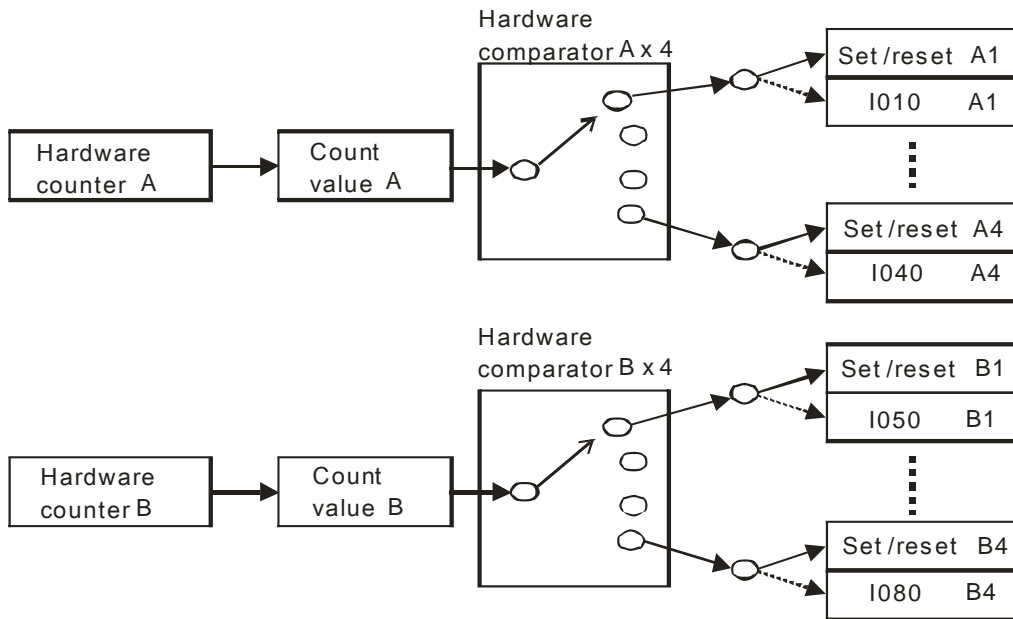 Hardware
comparator A x 4
Set/reset A1
I010 A1
Hardware
counter A
Count
value A
Set/reset A4
I040 A4
Hardware
comparator B x 4
Set/reset B1
I050 B1
Hardware
counter B
Count
value B
Set/reset B4
I080 B4